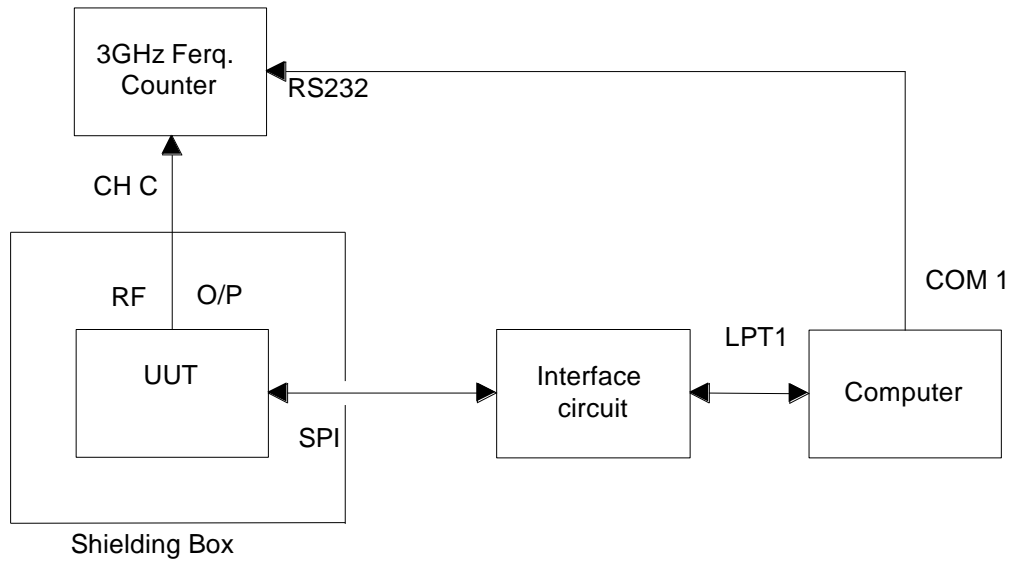 3GHz Ferq.
Counter
RS232
CH C
RF O/P
COM 1
LPT1
UUT
Interface
circuit
Computer
SPI
Shielding Box